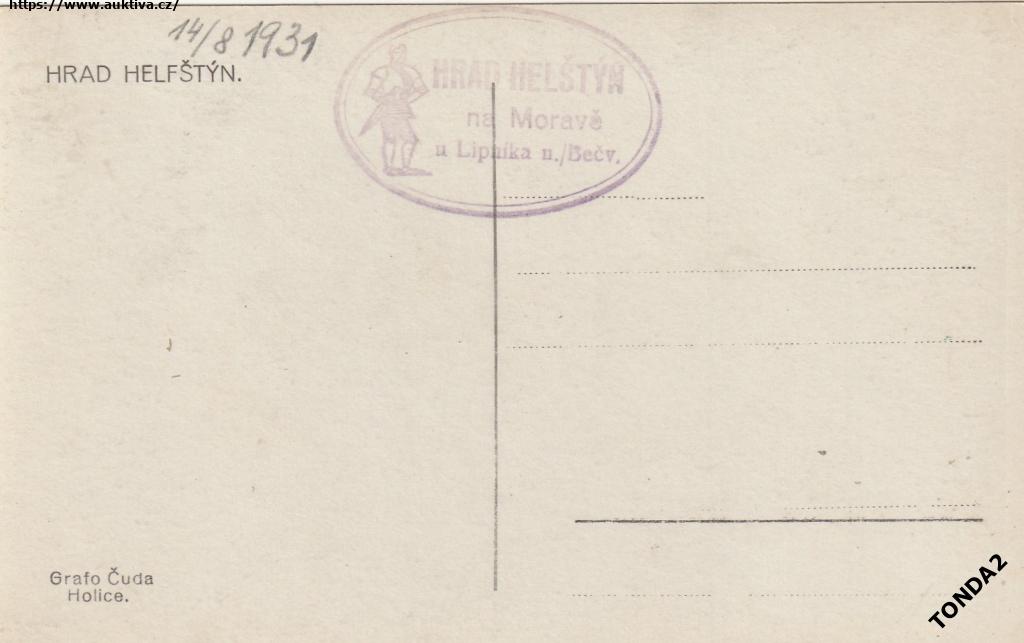 https://www.auktiva.cz/
14/8 1931
HRAD HELFŠTÝN.
HRAD HELŠTÝN
na Moravě
u Lipníka n./Bečv.
Grafo Čuda
Holice.
TONDA2